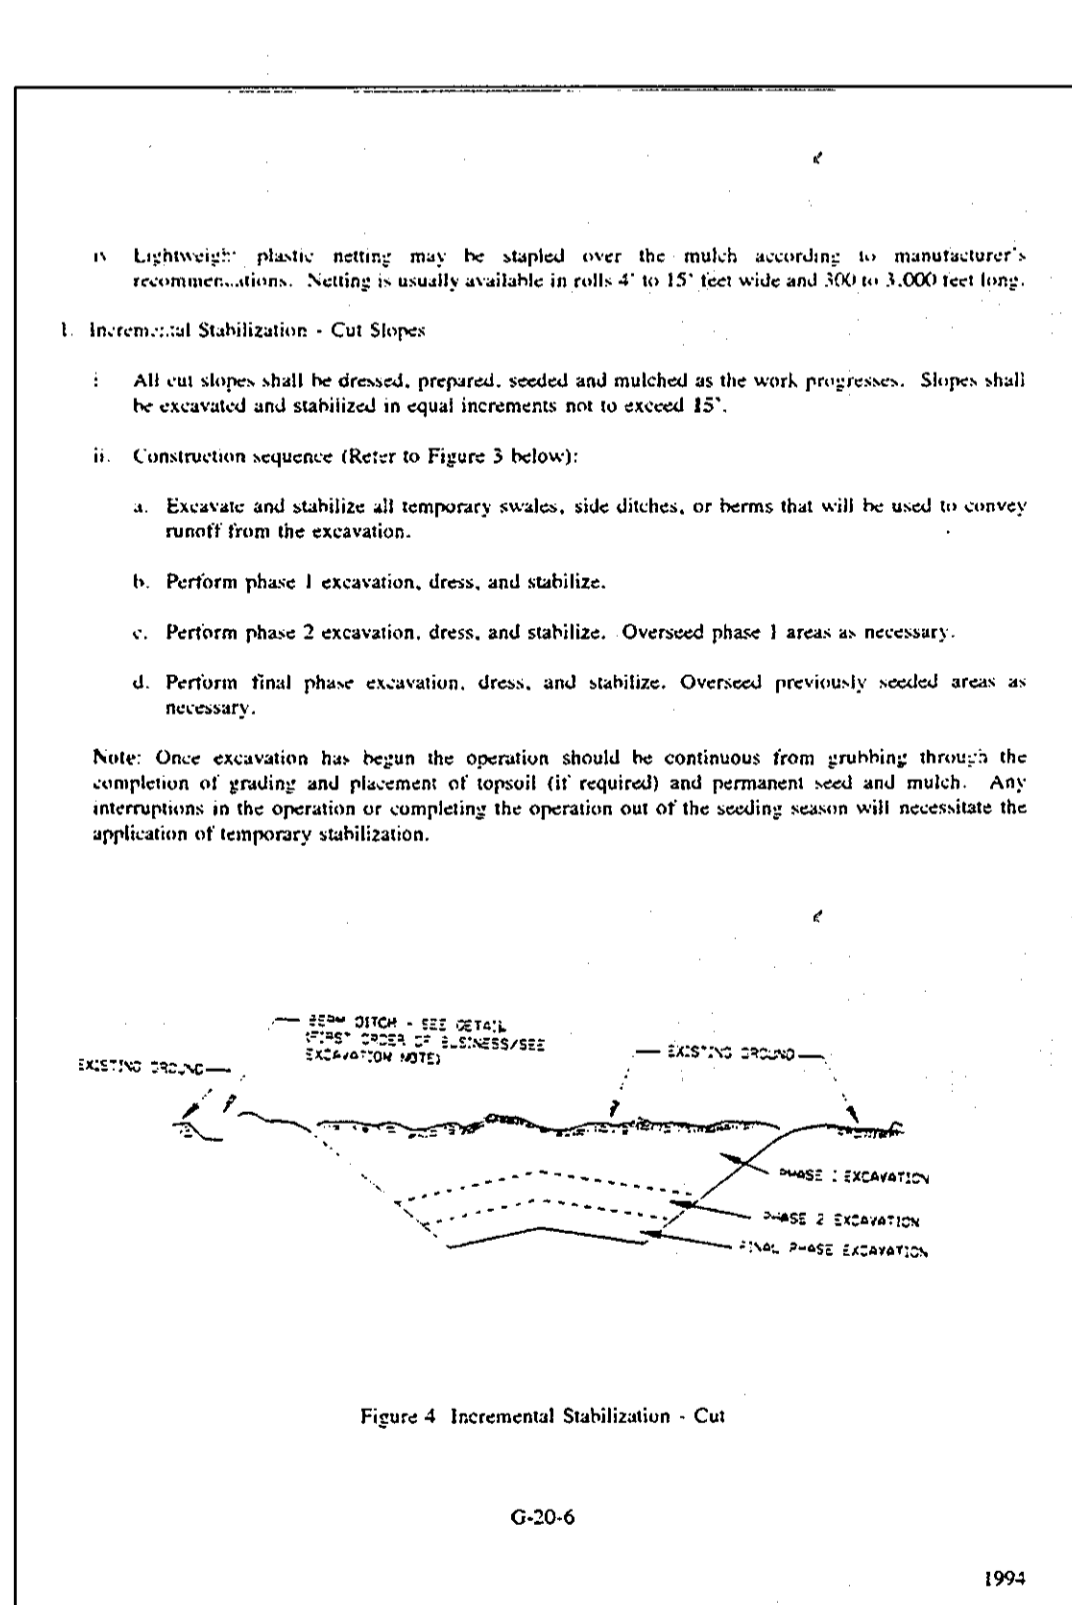 iv Lightweight plastic netting may be stapled over the mulch according to manufacturer's
recommendations. Netting is usually available in rolls 4' to 15' feet wide and 300 to 3,000 feet long.
1. Incremental Stabilization - Cut Slopes
i All cut slopes shall be dressed, prepared, seeded and mulched as the work progresses. Slopes shall
be excavated and stabilized in equal increments not to exceed 15'.
ii. Construction sequence (Refer to Figure 3 below):
a. Excavate and stabilize all temporary swales, side ditches, or berms that will be used to convey
runoff from the excavation.
b. Perform phase 1 excavation, dress, and stabilize.
c. Perform phase 2 excavation, dress, and stabilize. Overseed phase 1 areas as necessary.
d. Perform final phase excavation, dress, and stabilize. Overseed previously seeded areas as
necessary.
Note: Once excavation has begun the operation should be continuous from grubbing through the
completion of grading and placement of topsoil (if required) and permanent seed and mulch. Any
interruptions in the operation or completing the operation out of the seeding season will necessitate the
application of temporary stabilization.
BERM DITCH - SEE DETAIL
(FIRST ORDER OF BUSINESS/SEE
EXCAVATION NOTE)
EXISTING GROUND
EXISTING GROUND
PHASE 1 EXCAVATION
PHASE 2 EXCAVATION
FINAL PHASE EXCAVATION
Figure 4 Incremental Stabilization - Cut
G-20-6
1994